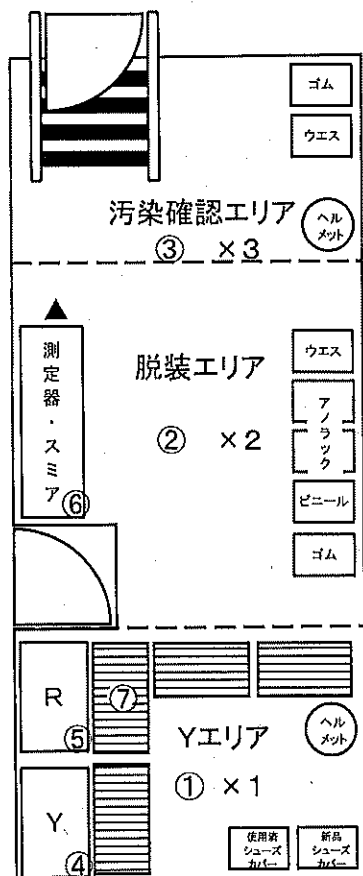 ゴム
ウエス
汚染確認エリア
ヘル
メット
③ ×3
測定器・スミア
⑥
脱装エリア
② ×2
ウエス
アノラック
ビニール
ゴム
R
⑤
⑦
Yエリア
ヘル
メット
① ×1
Y
④
使用済
シューズ
カバー
新品
シューズ
カバー